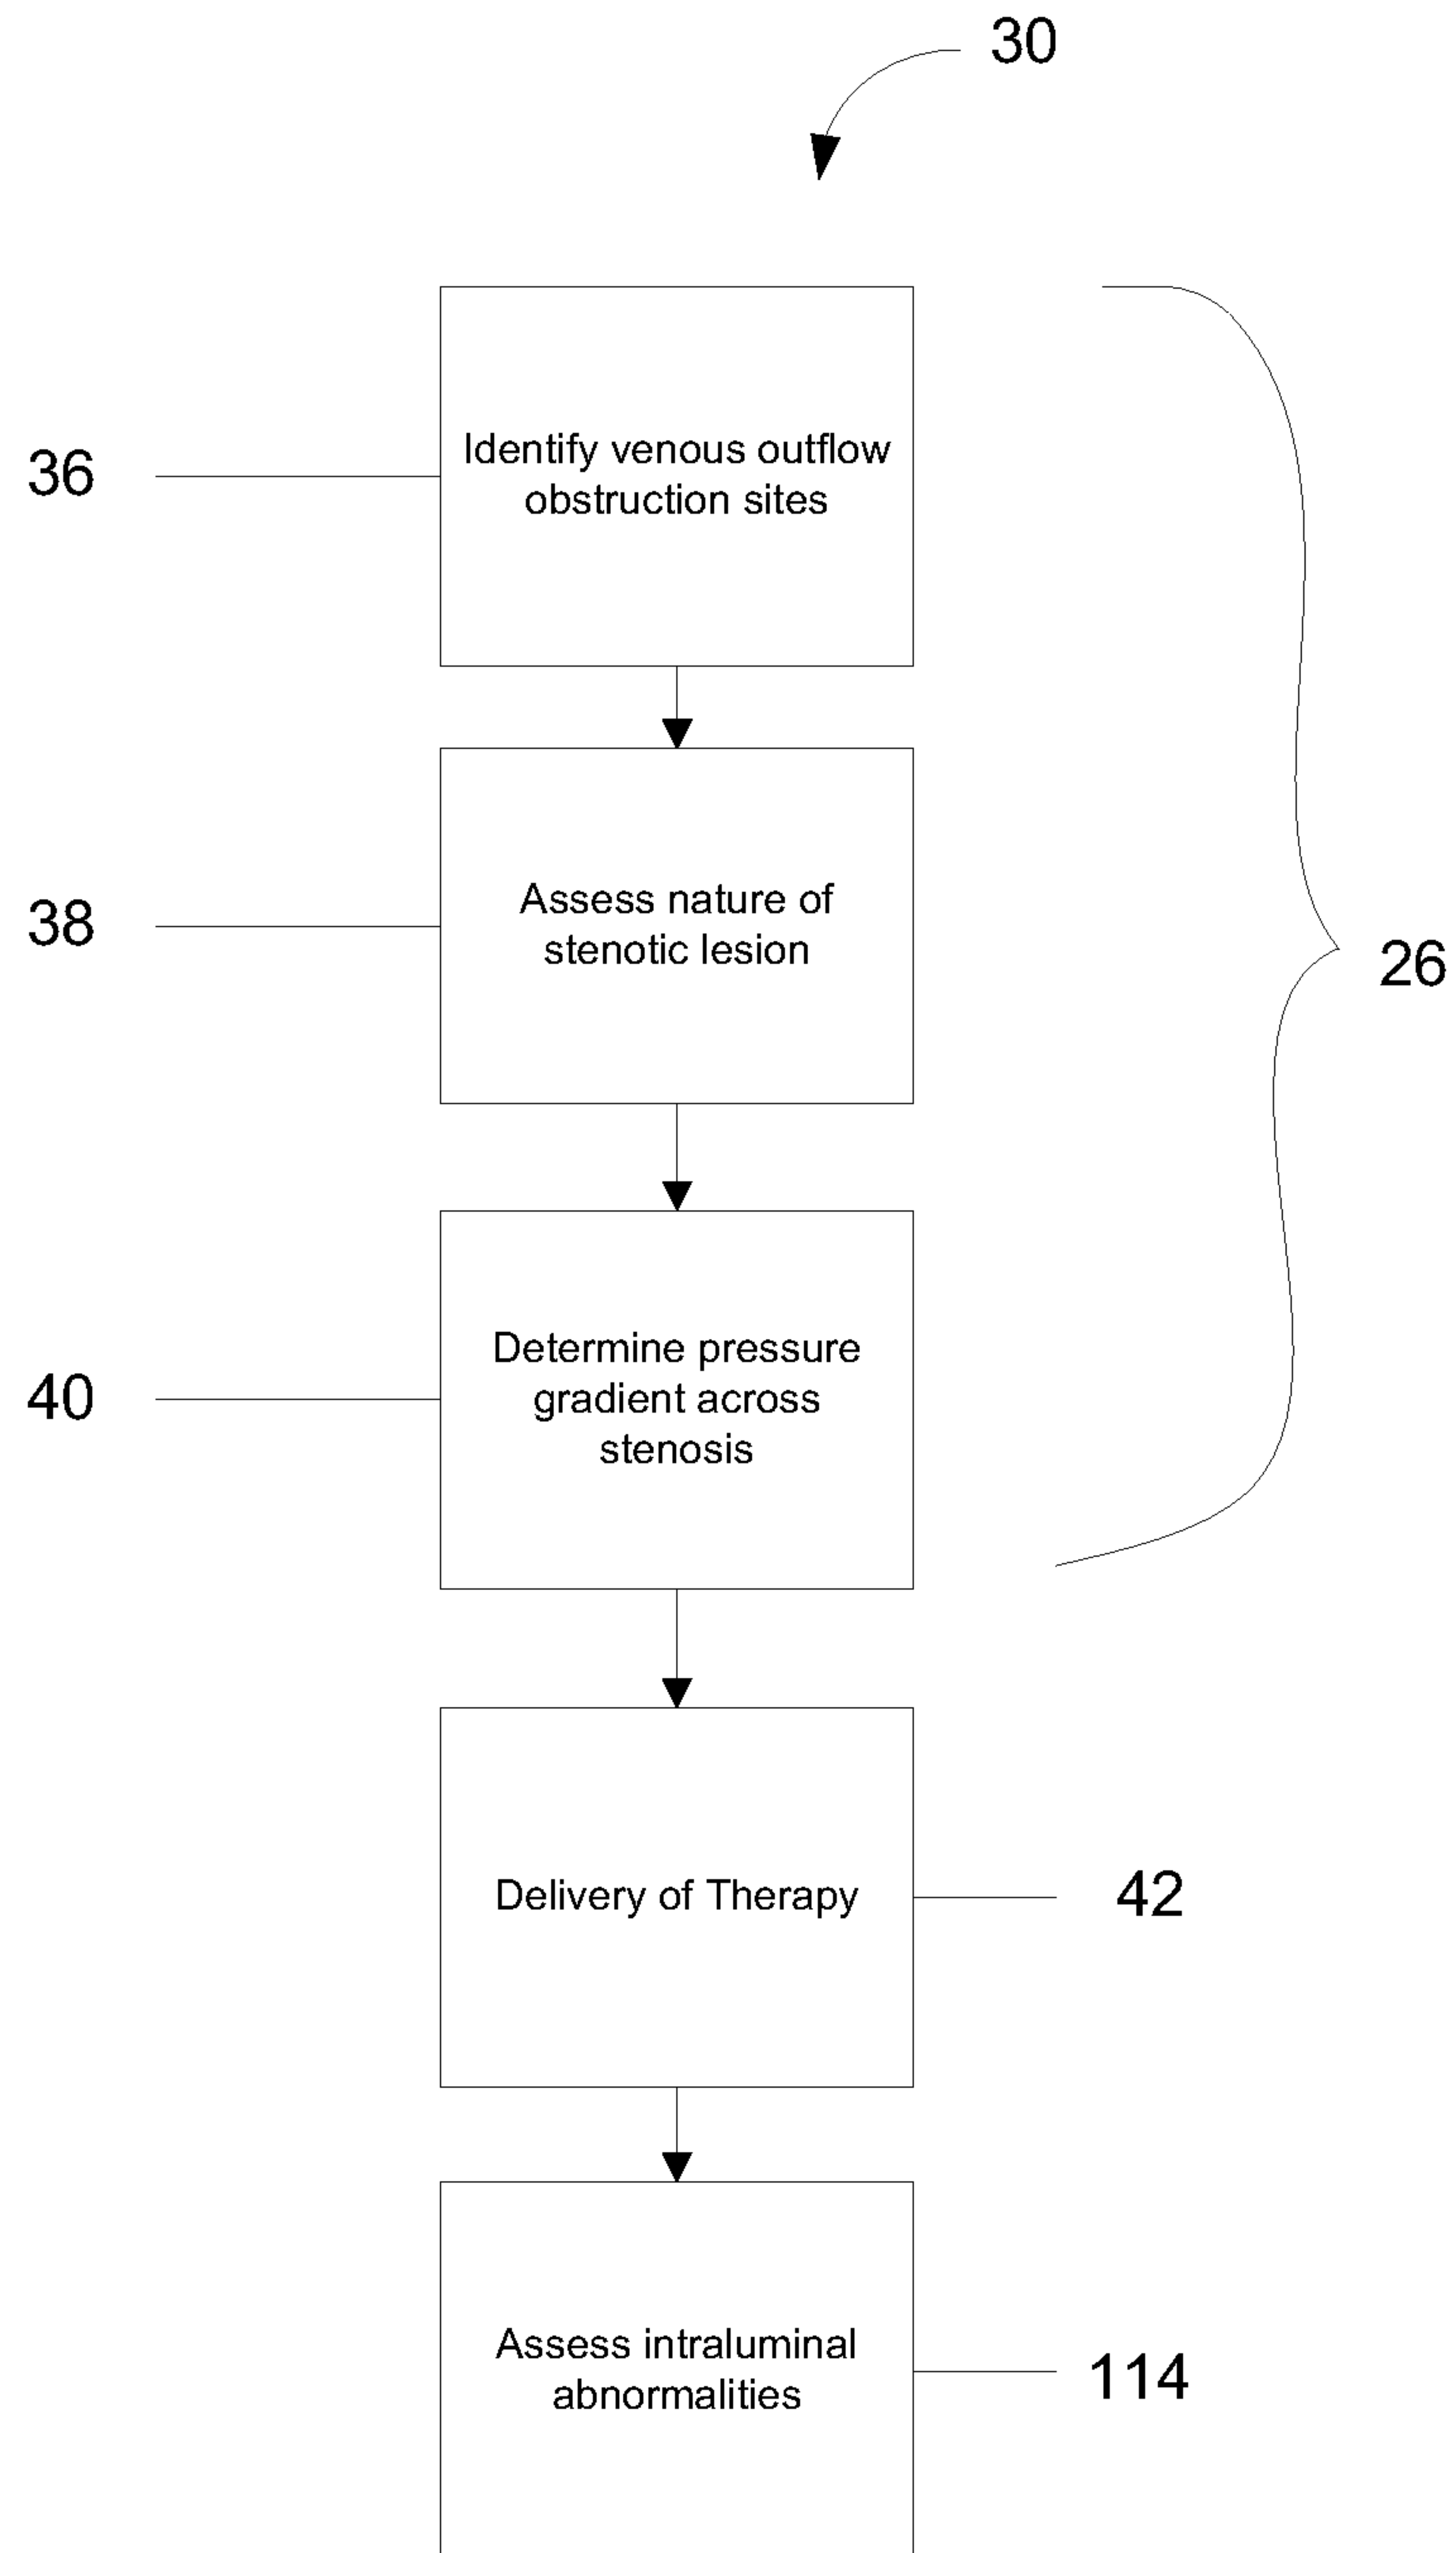 30
Identify venous outflow
obstruction sites
36
Assess nature of
stenotic lesion
38
26
Determine pressure
gradient across
stenosis
40
Delivery of Therapy
42
Assess intraluminal
abnormalities
114